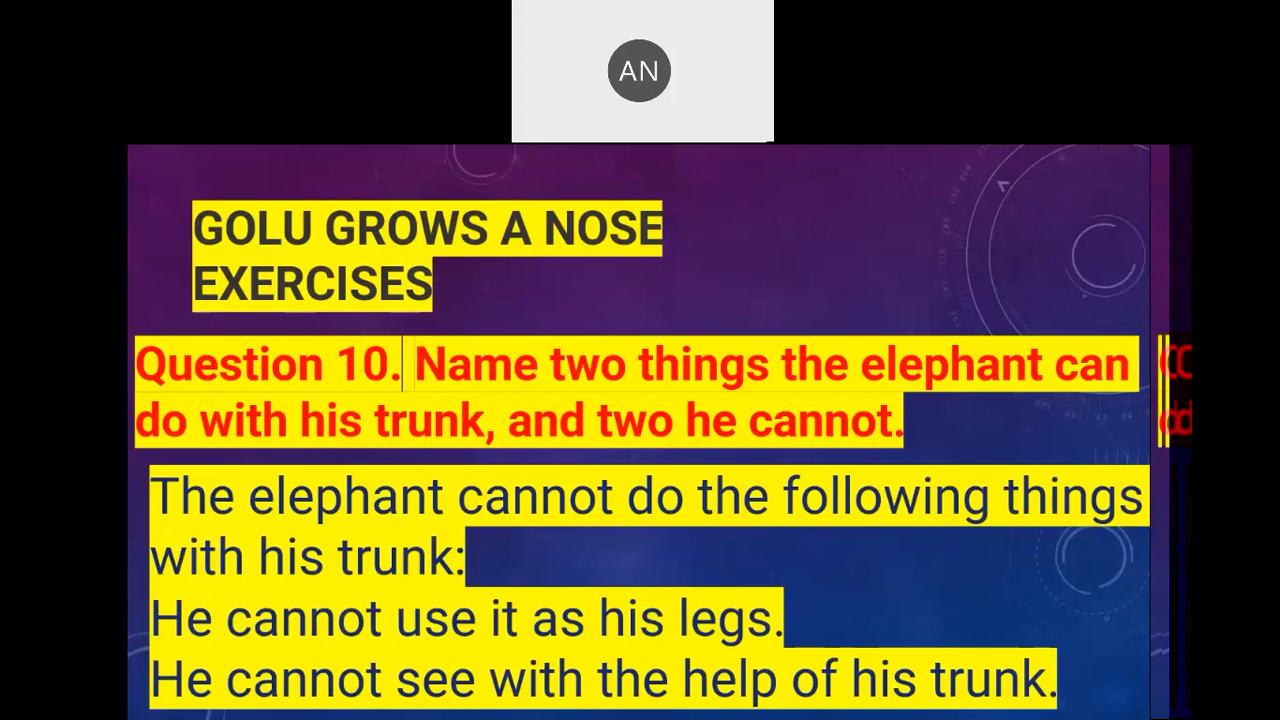 AN
GOLU GROWS A NOSE
EXERCISES
Question 10. Name two things the elephant can
do with his trunk, and two he cannot.
The elephant cannot do the following things
with his trunk:
He cannot use it as his legs.
He cannot see with the help of his trunk.